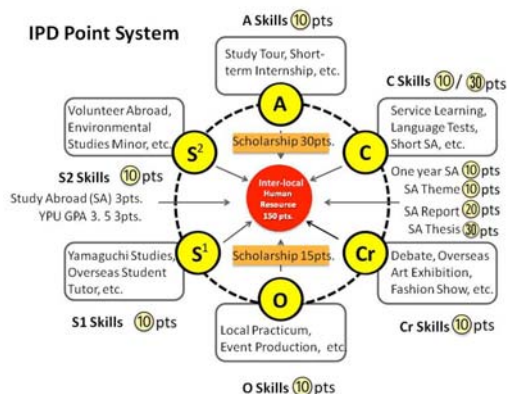 IPD Point System
A Skills 10 pts
Study Tour, Short-
term Internship, etc.
A
C Skills 10 / 30 pts
Volunteer Abroad,
Environmental
Studies Minor, etc.
S2
Scholarship 30pts.
C
Service Learning,
Language Tests,
Short SA, etc.
S2 Skills 10 pts
Study Abroad (SA) 3pts.
YPU GPA 3. 5 3pts.
Inter-local
Human
Resource
150 pts.
One year SA 10 pts
SA Theme 10 pts
SA Report 20 pts
SA Thesis 30 pts
Yamaguchi Studies,
Overseas Student
Tutor, etc.
S1
Scholarship 15pts.
Cr
Debate, Overseas
Art Exhibition,
Fashion Show, etc.
O
S1 Skills 10 pts
Local Practicum,
Event Production, etc
Cr Skills 10 pts
O Skills 10 pts